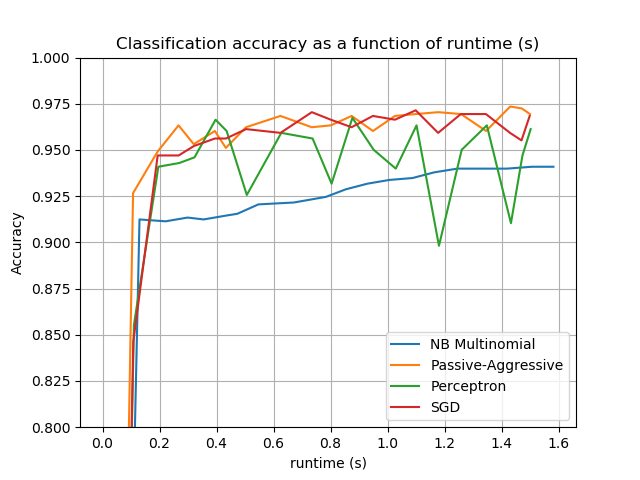 Classification accuracy as a function of runtime (s)
1.000
0.975
0.950
0.925
0.900
0.875
0.850
0.825
0.800
Accuracy
NB Multinomial
Passive-Aggressive
Perceptron
SGD
0.0 0.2 0.4 0.6 0.8 1.0 1.2 1.4 1.6
runtime (s)